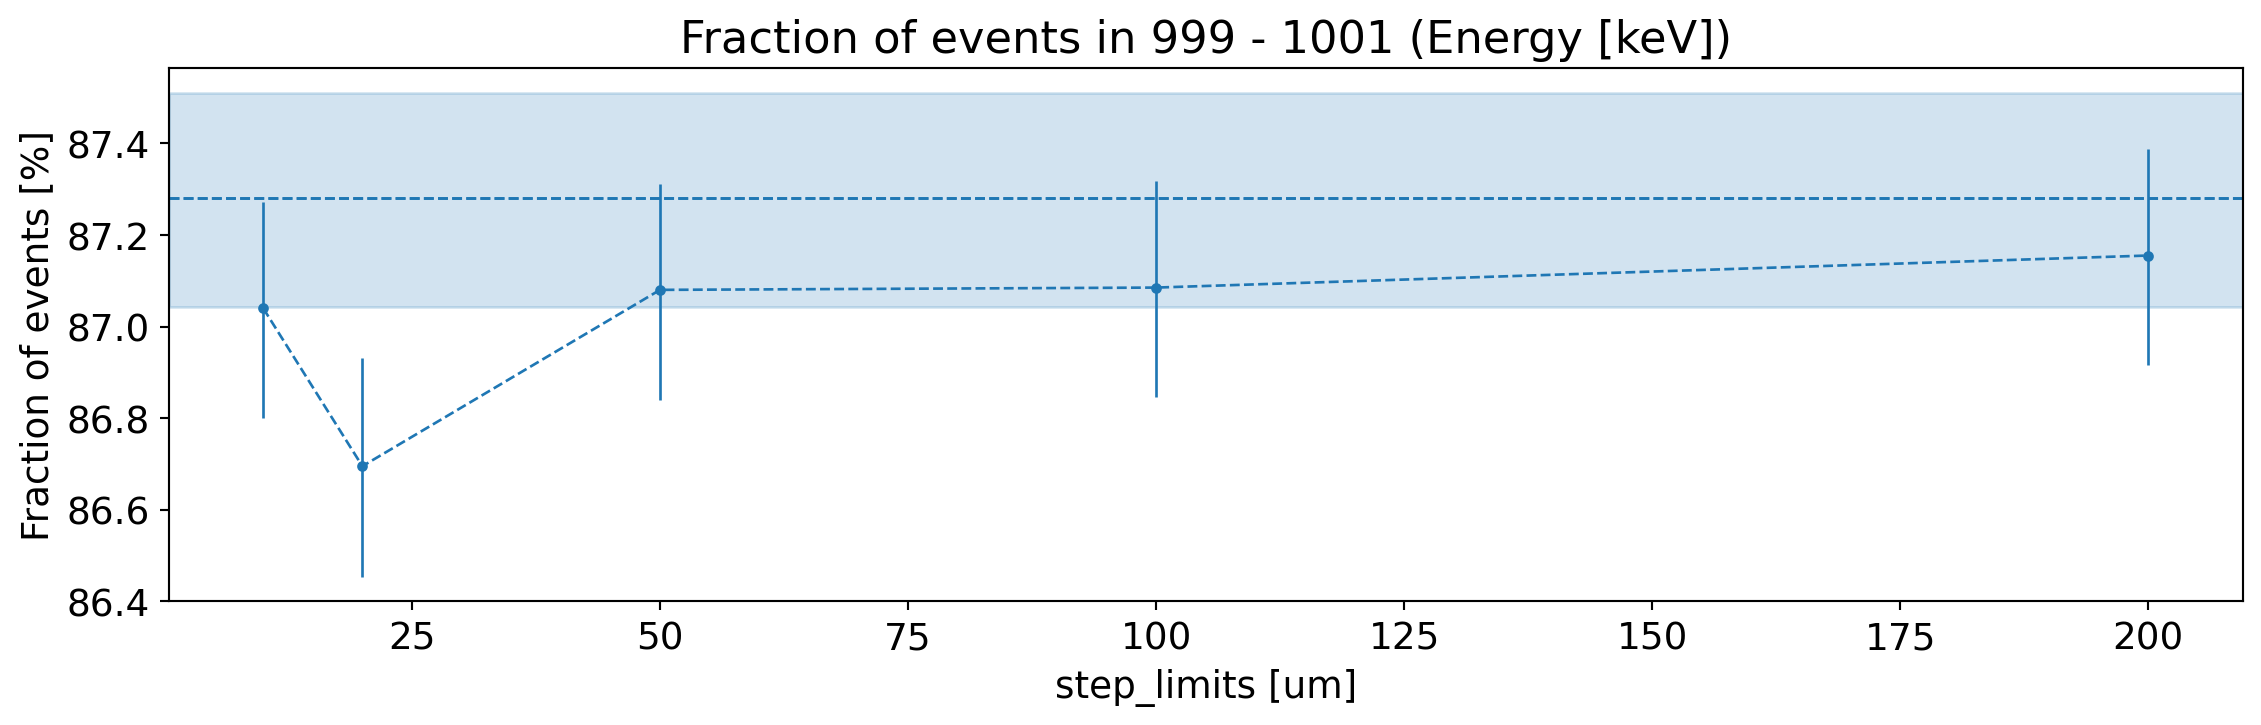 Fraction of events in 999 - 1001 (Energy [keV])
Fraction of events [%]
87.4
87.2
87.0
86.8
86.6
86.4
25 50 75 100 125 150 175 200
step_limits [um]